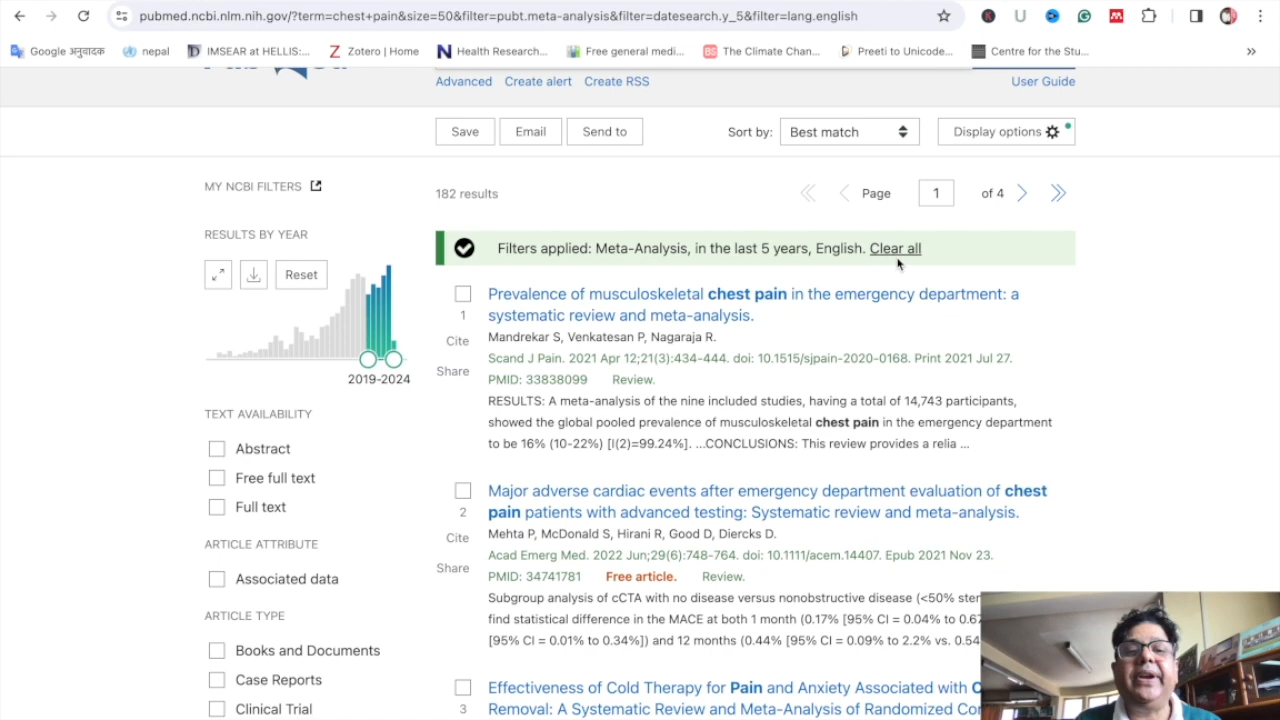 pubmed.ncbi.nlm.nih.gov/?term=chest+pain&size=50&filter=pubt.meta-analysis&filter=datesearch.y_5&filter=lang.english
Google अनुवादक
nepal
IMSEAR at HELLIS:...
Zotero | Home
Health Research...
Free general medi...
The Climate Chan...
Preeti to Unicode...
Centre for the Stu...
Advanced Create alert Create RSS
User Guide
Save Email Send to
Sort by: Best match
Display options
MY NCBI FILTERS
182 results
Page 1 of 4
RESULTS BY YEAR
Reset
2019-2024
Filters applied: Meta-Analysis, in the last 5 years, English. Clear all
TEXT AVAILABILITY
Abstract
Free full text
Full text
ARTICLE ATTRIBUTE
Associated data
ARTICLE TYPE
Books and Documents
Case Reports
Clinical Trial
1
Cite
Share
Prevalence of musculoskeletal chest pain in the emergency department: a
systematic review and meta-analysis.
Mandrekar S, Venkatesan P, Nagaraja R.
Scand J Pain. 2021 Apr 12;21(3):434-444. doi: 10.1515/sjpain-2020-0168. Print 2021 Jul 27.
PMID: 33838099 Review.
RESULTS: A meta-analysis of the nine included studies, having a total of 14,743 participants,
showed the global pooled prevalence of musculoskeletal chest pain in the emergency department
to be 16% (10-22%) [I(2)=99.24%]. ...CONCLUSIONS: This review provides a relia ...
2
Cite
Share
Major adverse cardiac events after emergency department evaluation of chest
pain patients with advanced testing: Systematic review and meta-analysis.
Mehta P, McDonald S, Hirani R, Good D, Diercks D.
Acad Emerg Med. 2022 Jun;29(6):748-764. doi: 10.1111/acem.14407. Epub 2021 Nov 23.
PMID: 34741781 Free article. Review.
Subgroup analysis of cCTA with no disease versus nonobstructive disease (<50%
find statistical difference in the MACE at both 1 month (0.17% [95% CI = 0.04% to
[95% CI = 0.01% to 0.34%]) and 12 months (0.44% [95% CI = 0.09% to 2.2% vs.
3
Effectiveness of Cold Therapy for Pain and Anxiety Associated with
Removal: A Systematic Review and Meta-Analysis of Randomized